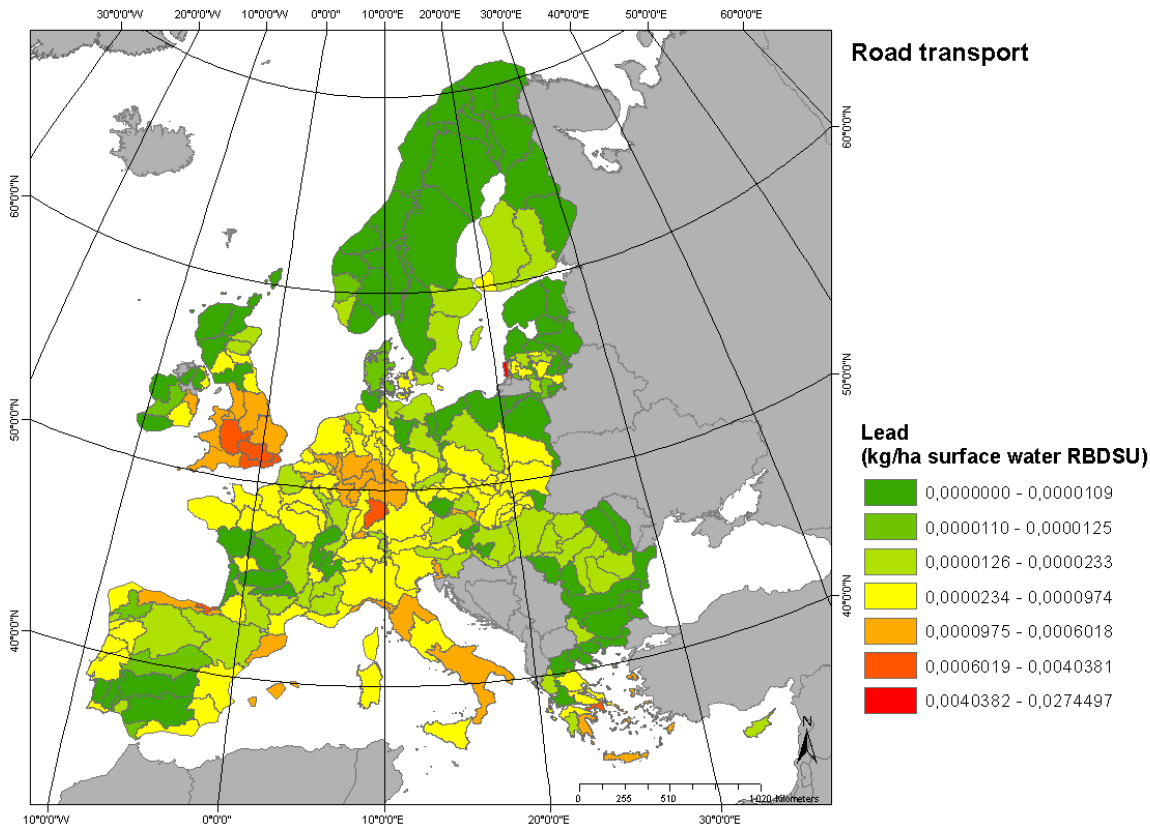 30°0'0"W 20°0'0"W 10°0'0"W 0°0'0" 10°0'0"E 20°0'0"E 30°0'0"E 40°0'0"E 50°0'0"E 60°0'0"E
Road transport
60°0'0"N
60°0'0"N
50°0'0"N
50°0'0"N
40°0'0"N
40°0'0"N
Lead
(kg/ha surface water RBDSU)
0,0000000 - 0,0000109
0,0000110 - 0,0000125
0,0000126 - 0,0000233
0,0000234 - 0,0000974
0,0000975 - 0,0006018
0,0006019 - 0,0040381
0,0040382 - 0,0274497
N
0 255 510 1 020 Kilometers
10°0'0"W 0°0'0" 10°0'0"E 20°0'0"E 30°0'0"E